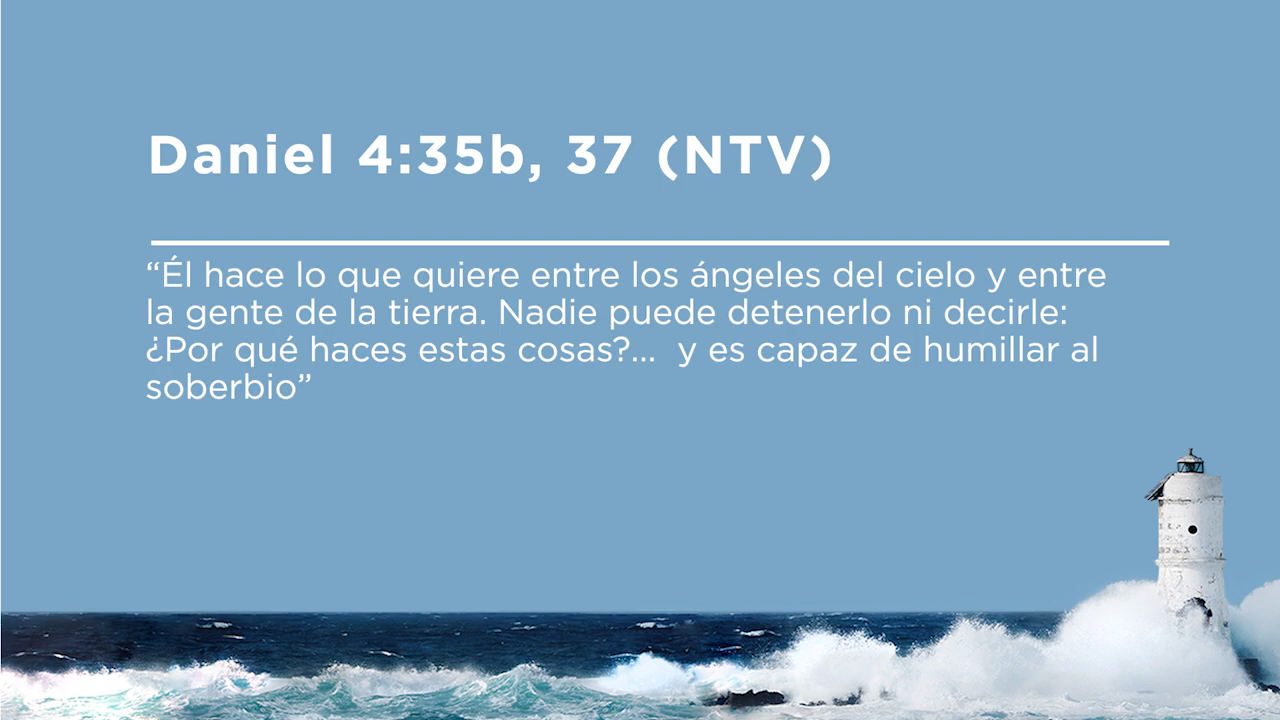 Daniel 4:35b, 37 (NTV)
“Él hace lo que quiere entre los ángeles del cielo y entre
la gente de la tierra. Nadie puede detenerlo ni decirle:
¿Por qué haces estas cosas?...  y es capaz de humillar al
soberbio”